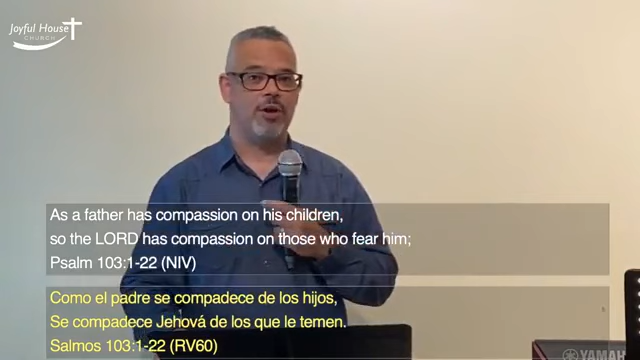 Joyful House
CHURCH
As a father has compassion on his children,
so the LORD has compassion on those who fear him;
Psalm 103:1-22 (NIV)
Como el padre se compadece de los hijos,
Se compadece Jehová de los que le temen.
Salmos 103:1-22 (RV60)
YAMAH